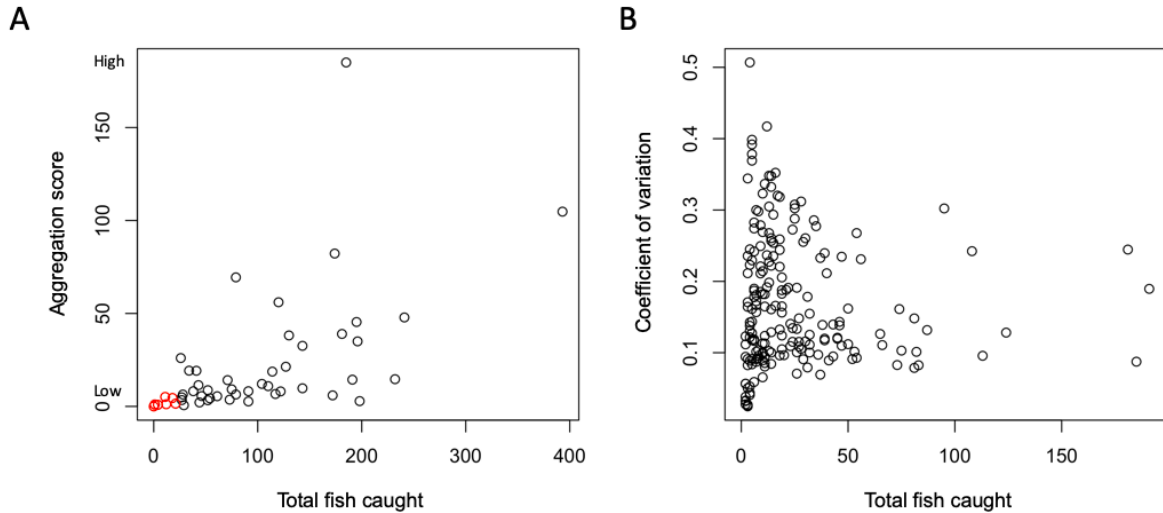 A
High
Low
Aggregation score
0
50
100
150
0
100
200
300
400
Total fish caught
B
Coefficient of variation
0.1
0.2
0.3
0.4
0.5
0
50
100
150
Total fish caught